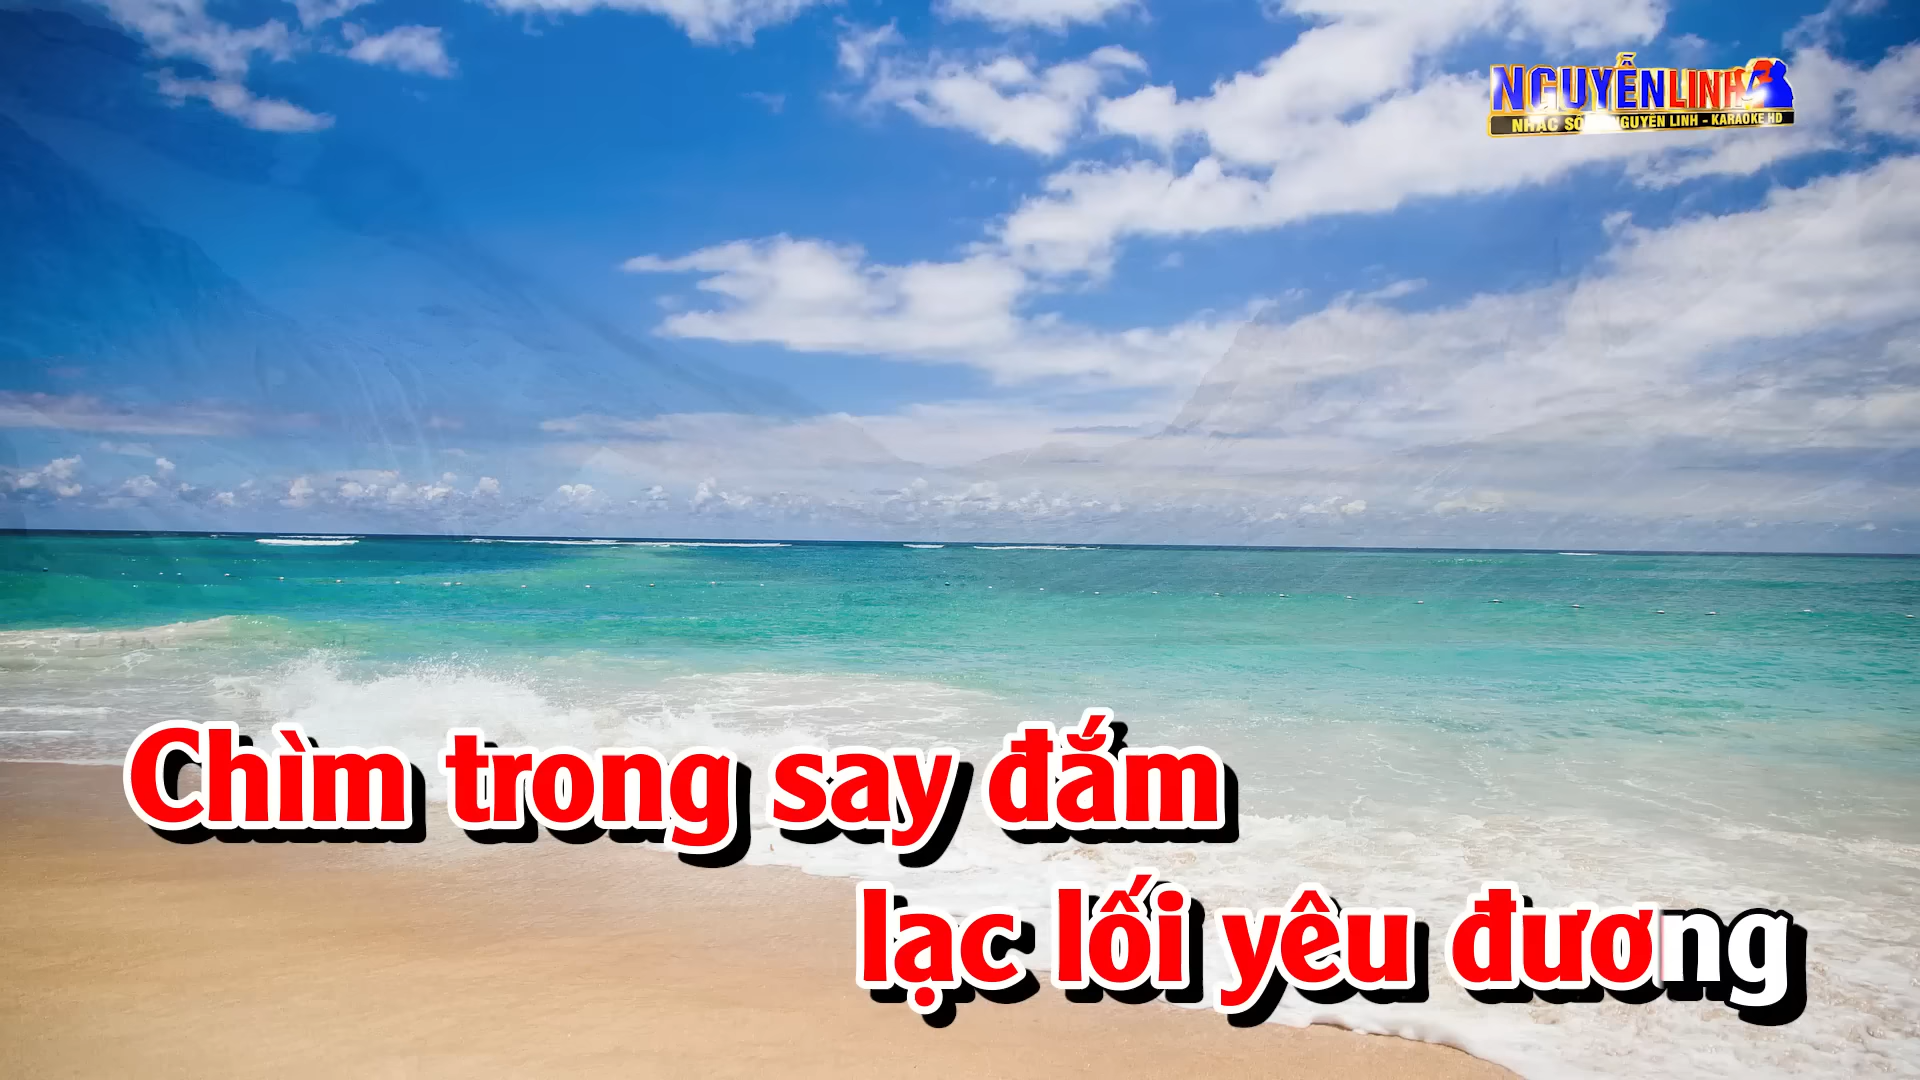 NGUYỄN LINH
NHẠC SỐNG NGUYỄN LINH - KARAOKE HD
Chìm trong say đắm
lạc lối yêu đương